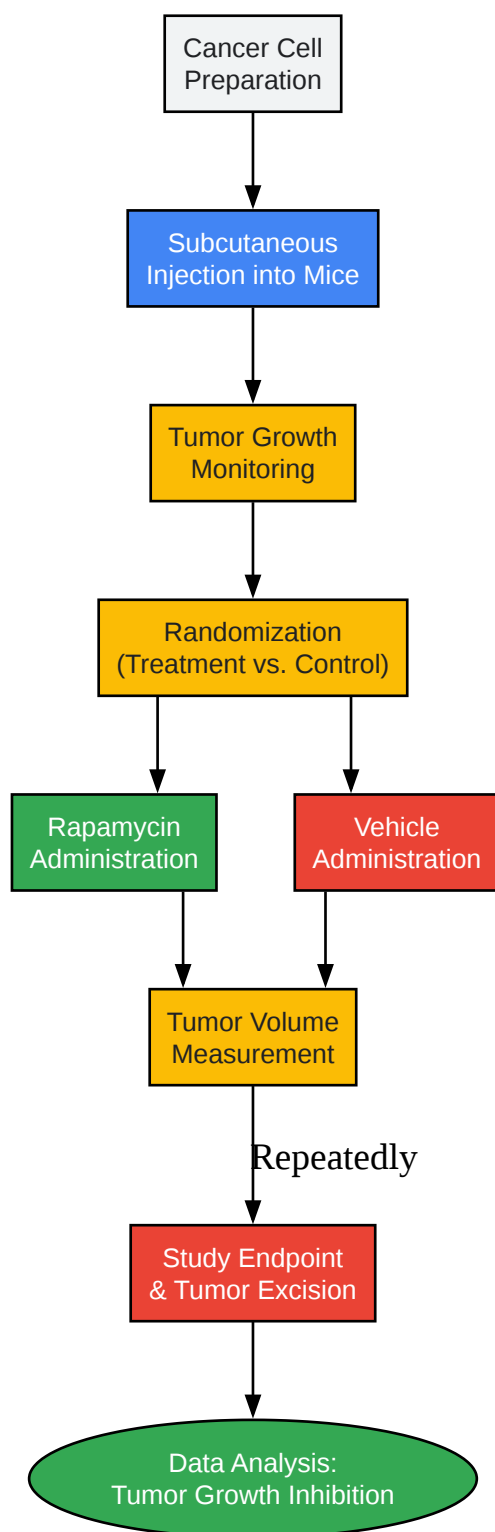 Cancer Cell
Preparation
Subcutaneous
Injection into Mice
Tumor Growth
Monitoring
Randomization
(Treatment vs. Control)
Rapamycin
Administration
Vehicle
Administration
Tumor Volume
Measurement
Repeatedly
Study Endpoint
& Tumor Excision
Data Analysis:
Tumor Growth Inhibition